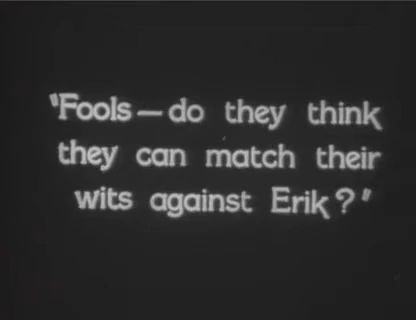 "Fools — do they think
they can match their
wits against Erik?"